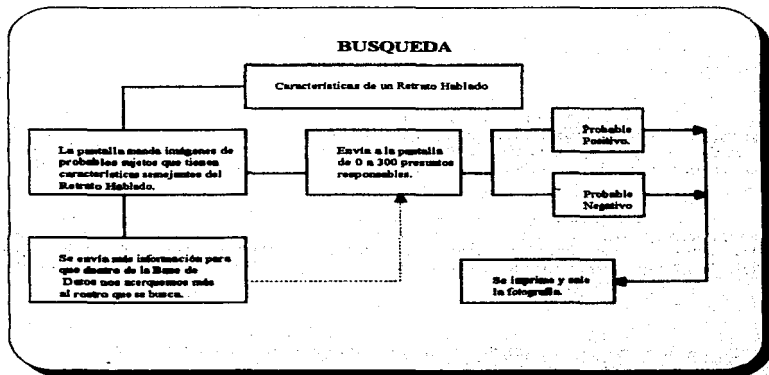 BUSQUEDA
Características de un Retrato Hablado
La pantalla manda imágenes de
probables sujetos que tienen
características semejantes del
Retrato Hablado.
Envía a la pantalla
de 0 a 300 presuntos
responsables.
Probable
Positivo.
Probable
Negativo
Se envía más información para
que dentro de la Base de
Datos nos acerquemos más
al rostro que se busca.
Se imprime y sale
la fotografía.